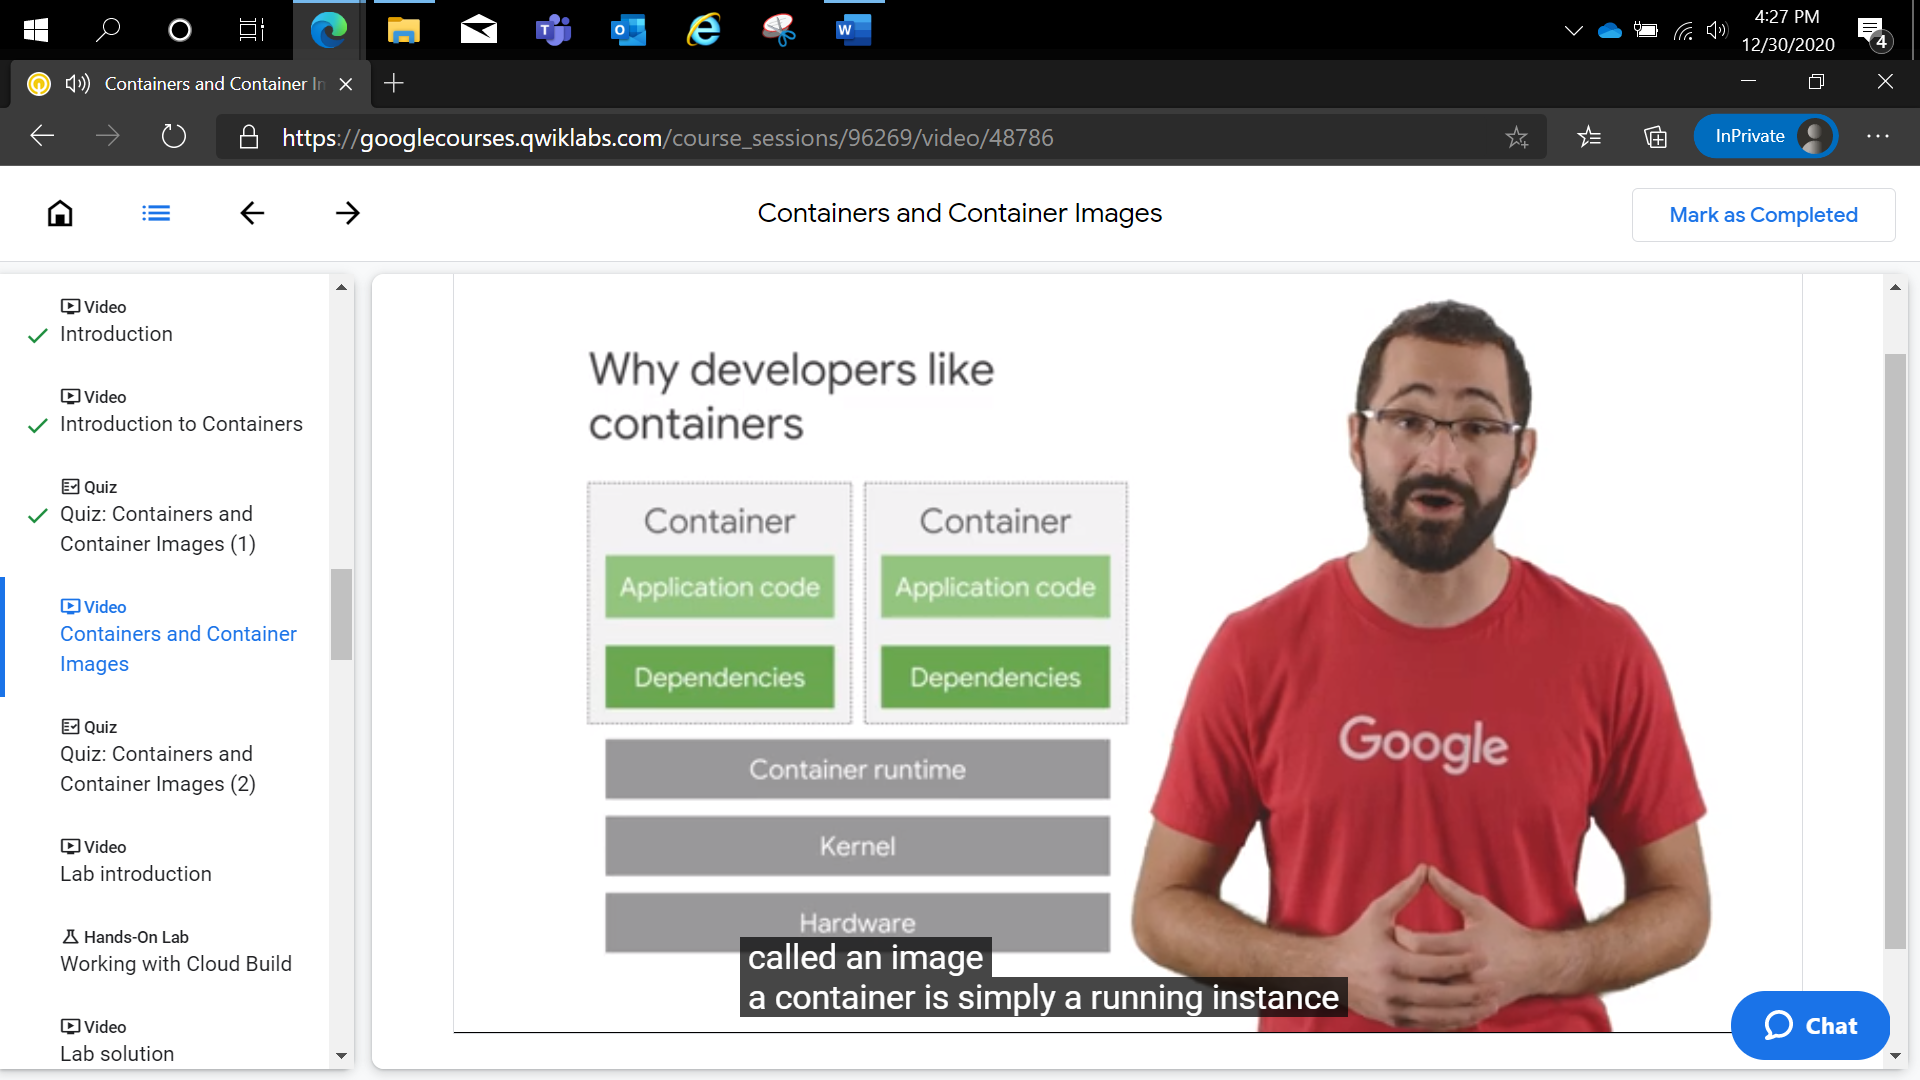 4:27 PM
12/30/2020
4
Containers and Container In
https://googlecourses.qwiklabs.com/course_sessions/96269/video/48786
InPrivate
Containers and Container Images
Mark as Completed
Video
Introduction
Video
Introduction to Containers
Quiz
Quiz: Containers and
Container Images (1)
Video
Containers and Container
Images
Quiz
Quiz: Containers and
Container Images (2)
Video
Lab introduction
Hands-On Lab
Working with Cloud Build
Video
Lab solution
Why developers like
containers
Container
Application code
Dependencies
Container
Application code
Dependencies
Container runtime
Kernel
Hardware
Google
called an image
a container is simply a running instance
Chat